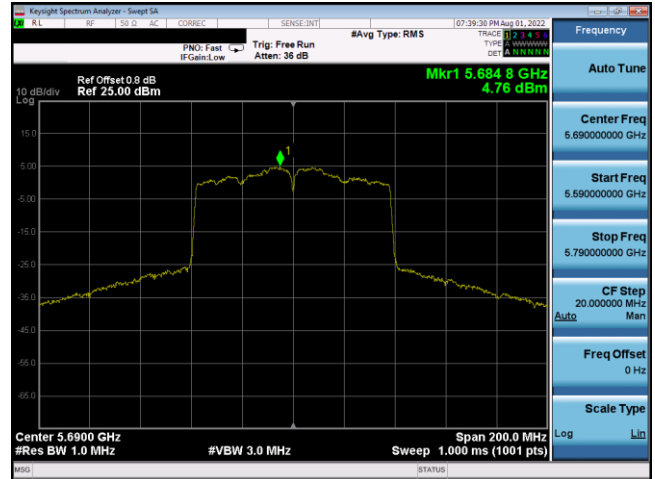 Keysight Spectrum Analyzer - Swept SA
LXI RL RF 50 Ω AC CORREC SENSE:INT 07:39:30 PM Aug 01, 2022
#Avg Type: RMS TRACE 1 2 3 4 5 6
PNO: Fast Trig: Free Run TYPE A WWWWW
IFGain:Low Atten: 36 dB DET A N N N N N
Mkr1 5.684 8 GHz
4.76 dBm
Ref Offset 0.8 dB
10 dB/div Ref 25.00 dBm
Log
15.0
1
5.00
-5.00
-15.0
-25.0
-35.0
-45.0
-55.0
-65.0
Center 5.6900 GHz Span 200.0 MHz
#Res BW 1.0 MHz #VBW 3.0 MHz Sweep 1.000 ms (1001 pts)
MSG STATUS
Frequency
Auto Tune
Center Freq
5.690000000 GHz
Start Freq
5.590000000 GHz
Stop Freq
5.790000000 GHz
CF Step
20.000000 MHz
Auto Man
Freq Offset
0 Hz
Scale Type
Log Lin